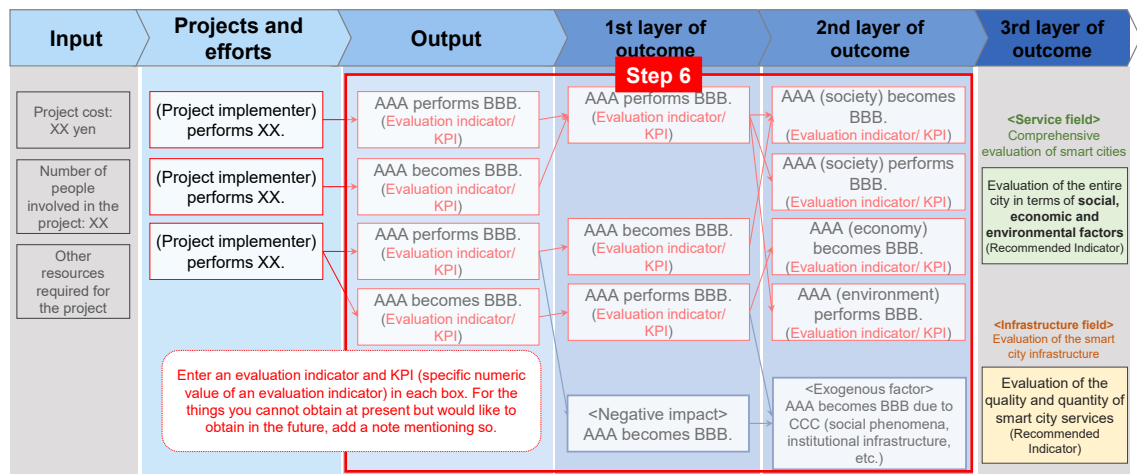 Input
Projects and
efforts
Output
1st layer of
outcome
2nd layer of
outcome
3rd layer of
outcome
Step 6
Project cost:
XX yen
Number of
people
involved in the
project: XX
Other
resources
required for
the project
(Project implementer)
performs XX.
(Project implementer)
performs XX.
(Project implementer)
performs XX.
AAA performs BBB.
(Evaluation indicator/
KPI)
AAA becomes BBB.
(Evaluation indicator/
KPI)
AAA performs BBB.
(Evaluation indicator/
KPI)
AAA becomes BBB.
(Evaluation indicator/
KPI)
AAA performs BBB.
(Evaluation indicator/
KPI)
AAA becomes BBB.
(Evaluation indicator/
KPI)
AAA performs BBB.
(Evaluation indicator/
KPI)
<Negative impact>
AAA becomes BBB.
AAA (society) becomes
BBB.
(Evaluation indicator/ KPI)
AAA (society) performs
BBB.
(Evaluation indicator/ KPI)
AAA (economy)
becomes BBB.
(Evaluation indicator/ KPI)
AAA (environment)
performs BBB.
(Evaluation indicator/ KPI)
<Exogenous factor>
AAA becomes BBB due to
CCC (social phenomena,
institutional infrastructure,
etc.)
<Service field>
Comprehensive
evaluation of smart cities
Evaluation of the entire
city in terms of social,
economic and
environmental factors
(Recommended Indicator)
<Infrastructure field>
Evaluation of the smart
city infrastructure
Evaluation of the
quality and quantity of
smart city services
(Recommended
Indicator)
Enter an evaluation indicator and KPI (specific numeric
value of an evaluation indicator) in each box. For the
things you cannot obtain at present but would like to
obtain in the future, add a note mentioning so.